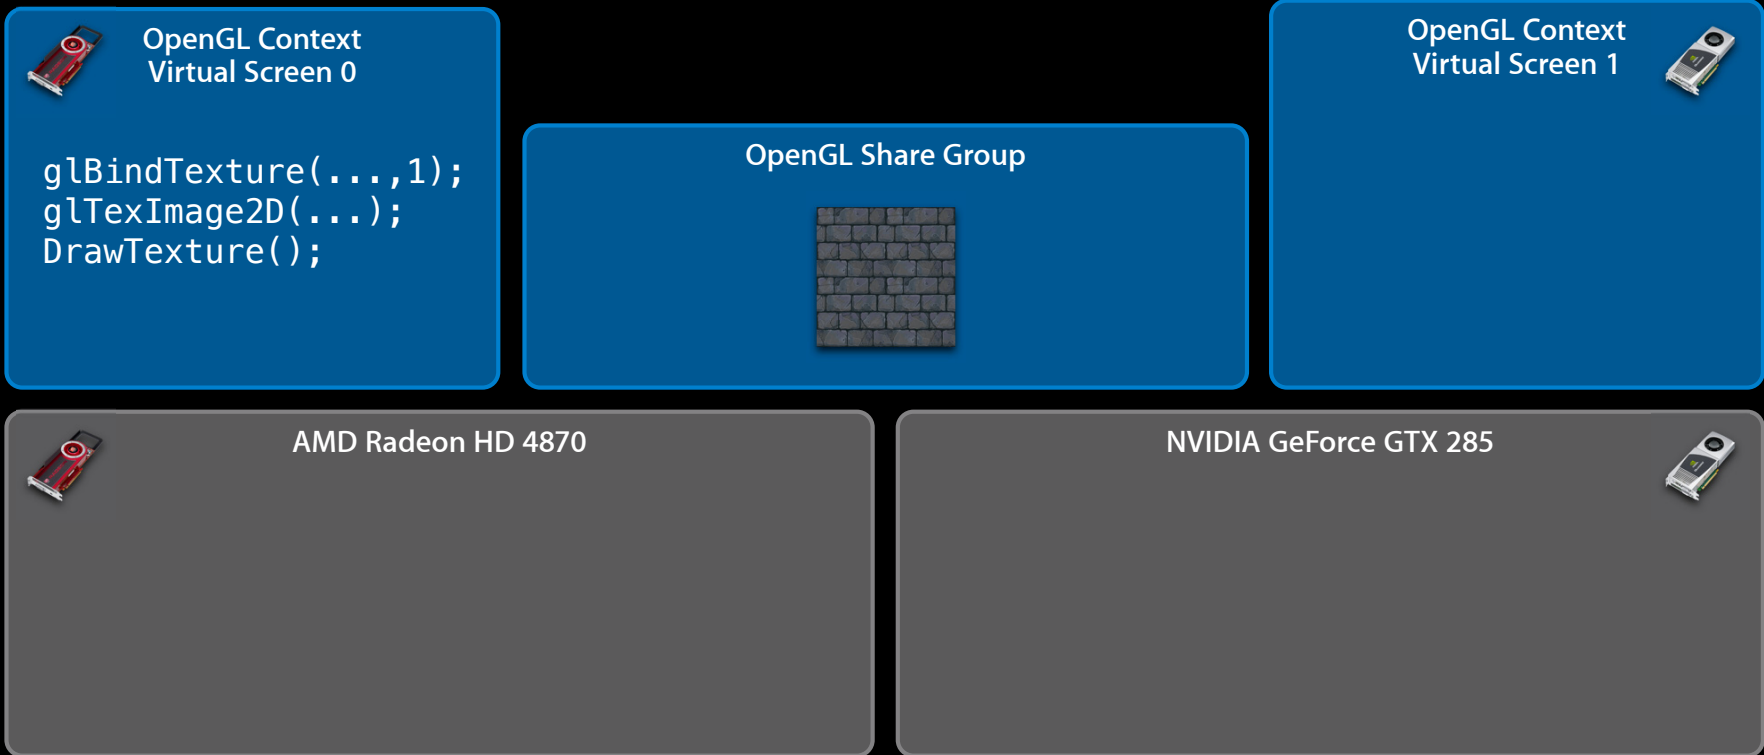 OpenGL Context
Virtual Screen 0
glBindTexture(...,1);
glTexImage2D(...);
DrawTexture();
OpenGL Share Group
OpenGL Context
Virtual Screen 1
AMD Radeon HD 4870
NVIDIA GeForce GTX 285